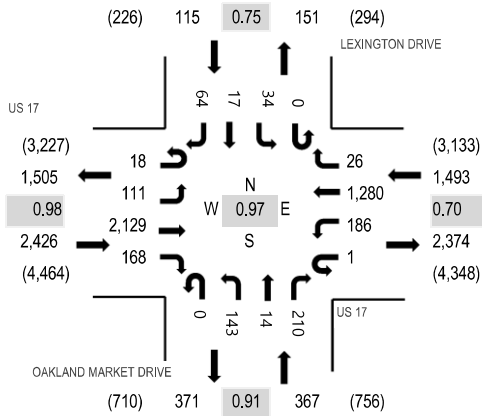 (226) 115 0.75 151 (294)
LEXINGTON DRIVE
US 17
64 17 34 0
(3,227) (3,133)
18 26
1,505 1,493
N
111 1,280
0.98 W 0.97 E 0.70
2,129 186
2,426 S 2,374
168 1
(4,464) (4,348)
0 143 14 210
US 17
OAKLAND MARKET DRIVE
(710) 371 0.91 367 (756)